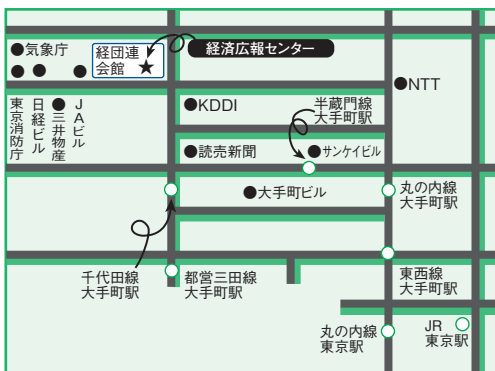 気象庁
経団連
会館
経済広報センター
NTT
東京消防庁
日経ビル
三井物産
JAビル
KDDI
半蔵門線
大手町駅
読売新聞
サンケイビル
大手町ビル
丸の内線
大手町駅
千代田線
大手町駅
都営三田線
大手町駅
東西線
大手町駅
丸の内線
東京駅
JR
東京駅